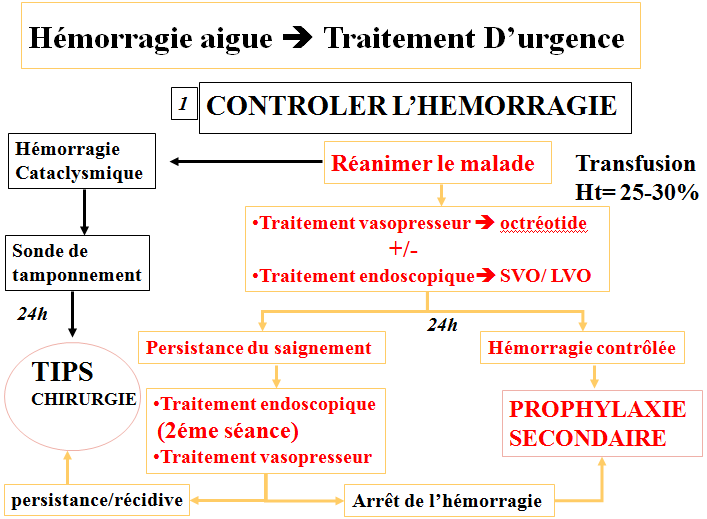 Hémorragie aigue ➔ Traitement D’urgence
1
CONTROLER L’HEMORRAGIE
Hémorragie
Cataclysmique
Réanimer le malade
Transfusion
Ht= 25-30%
•Traitement vasopresseur ➔ octréotide
+/-
•Traitement endoscopique➔ SVO/ LVO
Sonde de
tamponnement
24h
24h
Persistance du saignement
Hémorragie contrôlée
TIPS
CHIRURGIE
•Traitement endoscopique
(2éme séance)
•Traitement vasopresseur
PROPHYLAXIE
SECONDAIRE
persistance/récidive
Arrêt de l’hémorragie